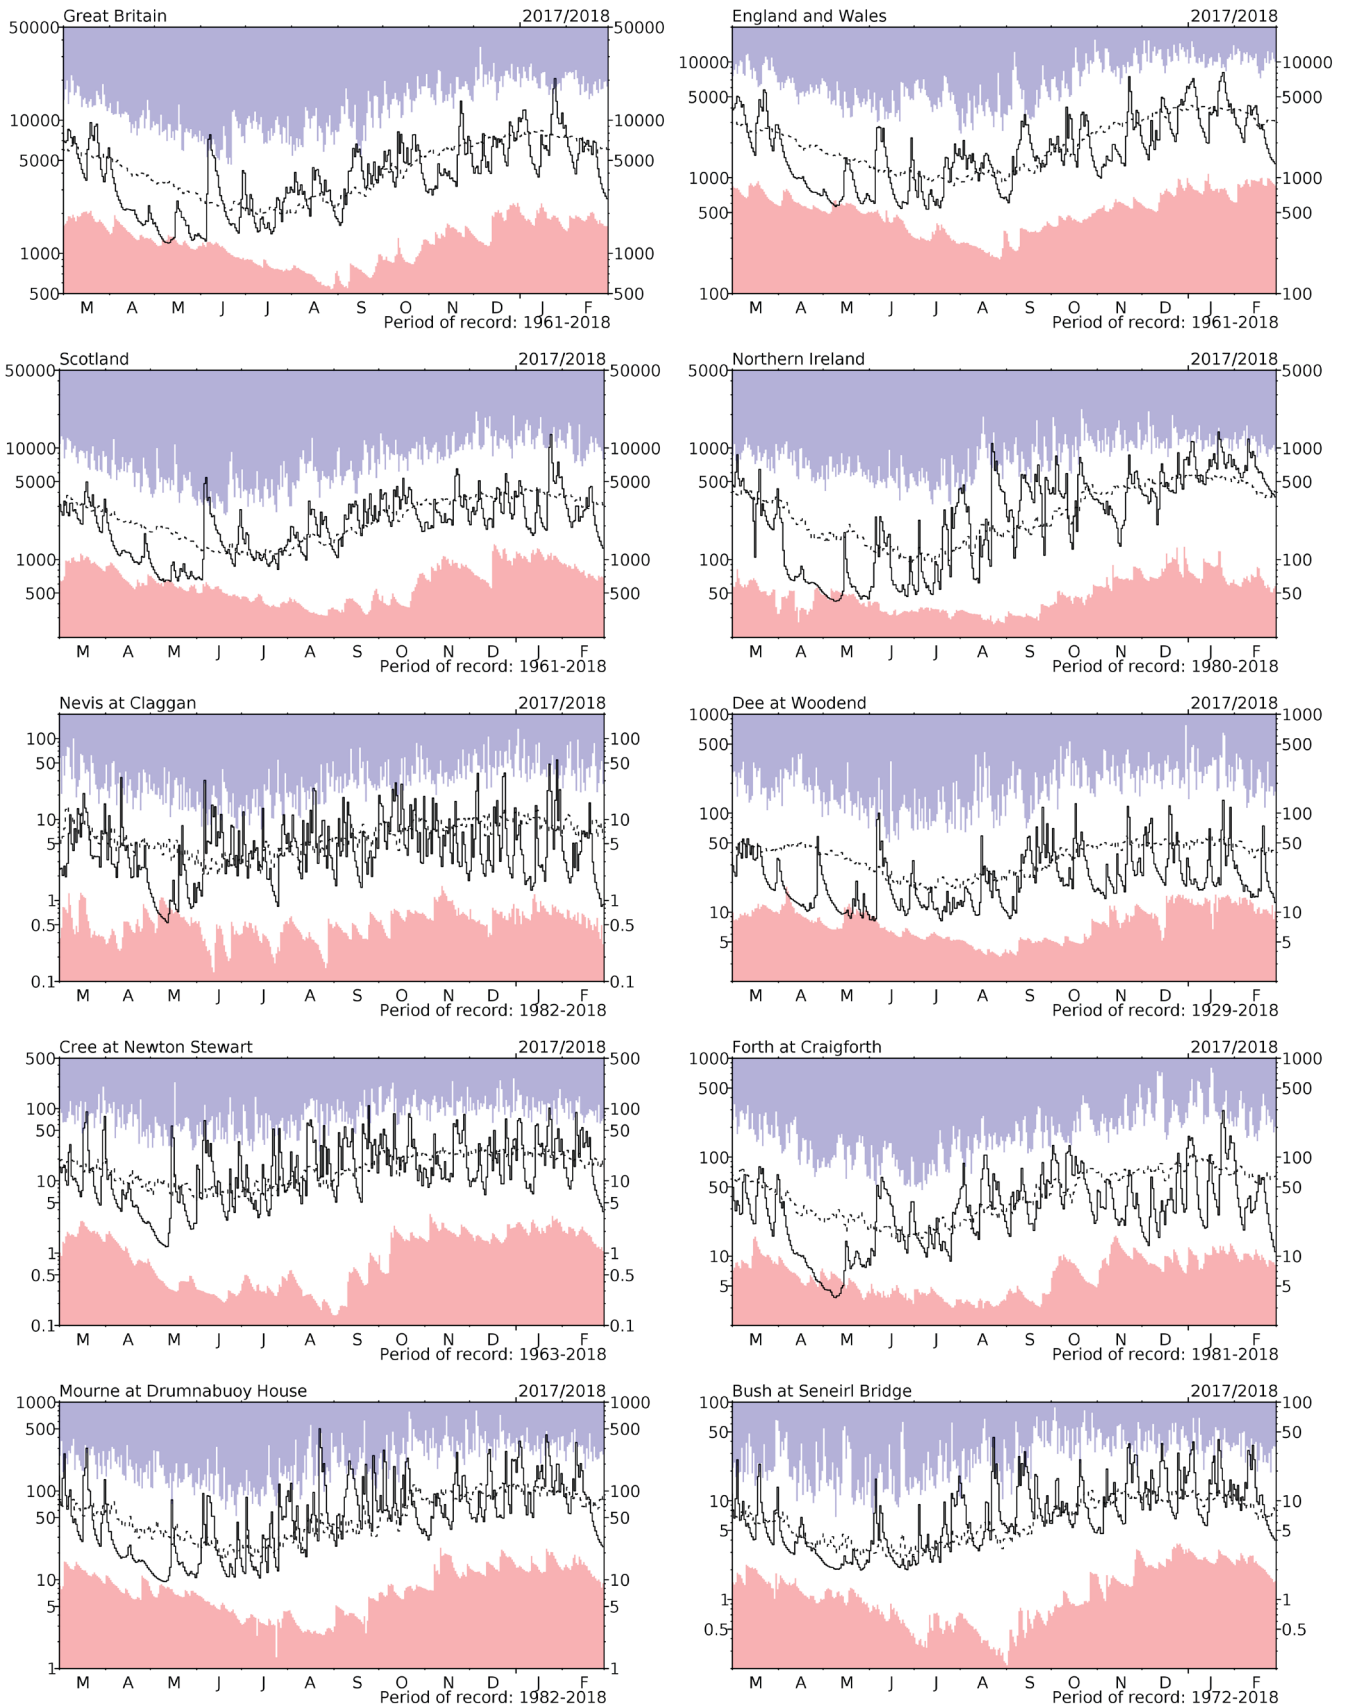 Great Britain 2017/2018
50000 50000
10000 10000
5000 5000
1000 1000
500 500
M A M J J A S O N D J F
Period of record: 1961-2018
England and Wales 2017/2018
10000 10000
5000 5000
1000 1000
500 500
100 100
M A M J J A S O N D J F
Period of record: 1961-2018
Scotland 2017/2018
50000 50000
10000 10000
5000 5000
1000 1000
500 500
M A M J J A S O N D J F
Period of record: 1961-2018
Northern Ireland 2017/2018
5000 5000
1000 1000
500 500
100 100
50 50
M A M J J A S O N D J F
Period of record: 1980-2018
Nevis at Claggan 2017/2018
100 100
50 50
10 10
5 5
1 1
0.5 0.5
0.1 0.1
M A M J J A S O N D J F
Period of record: 1982-2018
Dee at Woodend 2017/2018
1000 1000
500 500
100 100
50 50
10 10
5 5
M A M J J A S O N D J F
Period of record: 1929-2018
Cree at Newton Stewart 2017/2018
500 500
100 100
50 50
10 10
5 5
1 1
0.5 0.5
0.1 0.1
M A M J J A S O N D J F
Period of record: 1963-2018
Forth at Craigforth 2017/2018
1000 1000
500 500
100 100
50 50
10 10
5 5
M A M J J A S O N D J F
Period of record: 1981-2018
Mourne at Drumnabuoy House 2017/2018
1000 1000
500 500
100 100
50 50
10 10
5 5
1 1
M A M J J A S O N D J F
Period of record: 1982-2018
Bush at Seneirl Bridge 2017/2018
100 100
50 50
10 10
5 5
1 1
0.5 0.5
M A M J J A S O N D J F
Period of record: 1972-2018